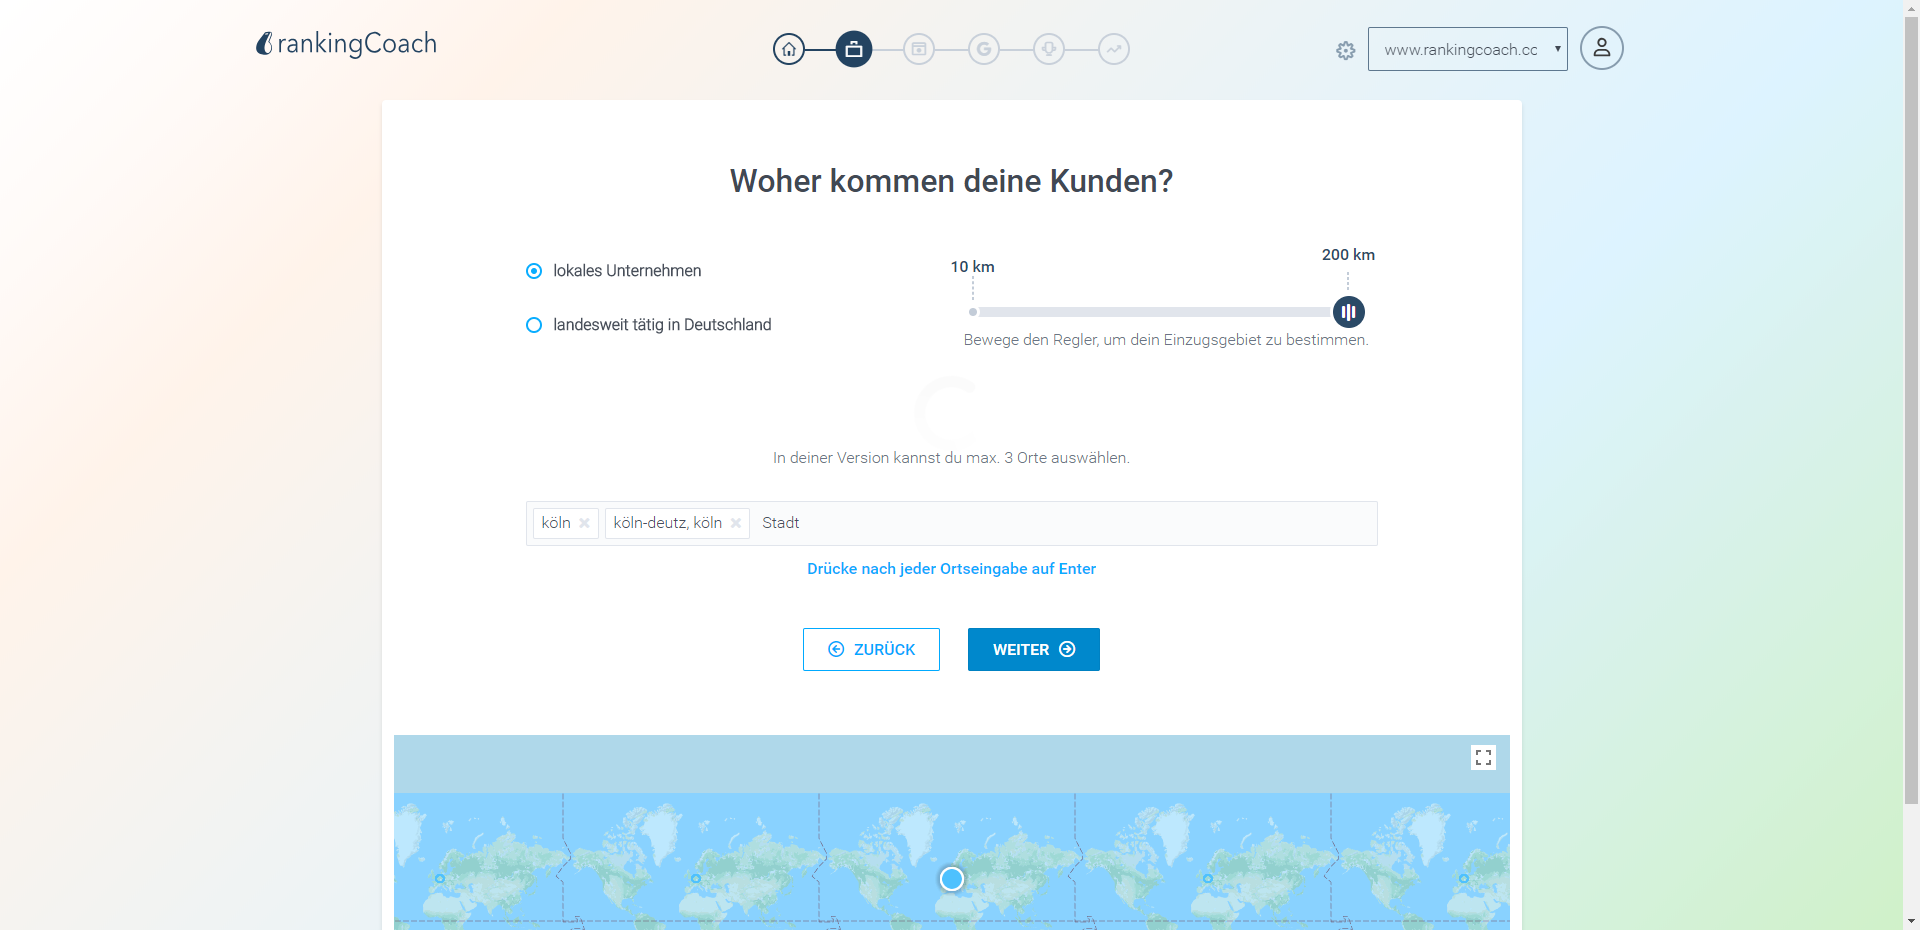 rankingCoach
www.rankingcoach.cc
Woher kommen deine Kunden?
lokales Unternehmen
landesweit tätig in Deutschland
10 km
200 km
Bewege den Regler, um dein Einzugsgebiet zu bestimmen.
In deiner Version kannst du max. 3 Orte auswählen.
köln
köln-deutz, köln
Stadt
Drücke nach jeder Ortseingabe auf Enter
ZURÜCK
WEITER